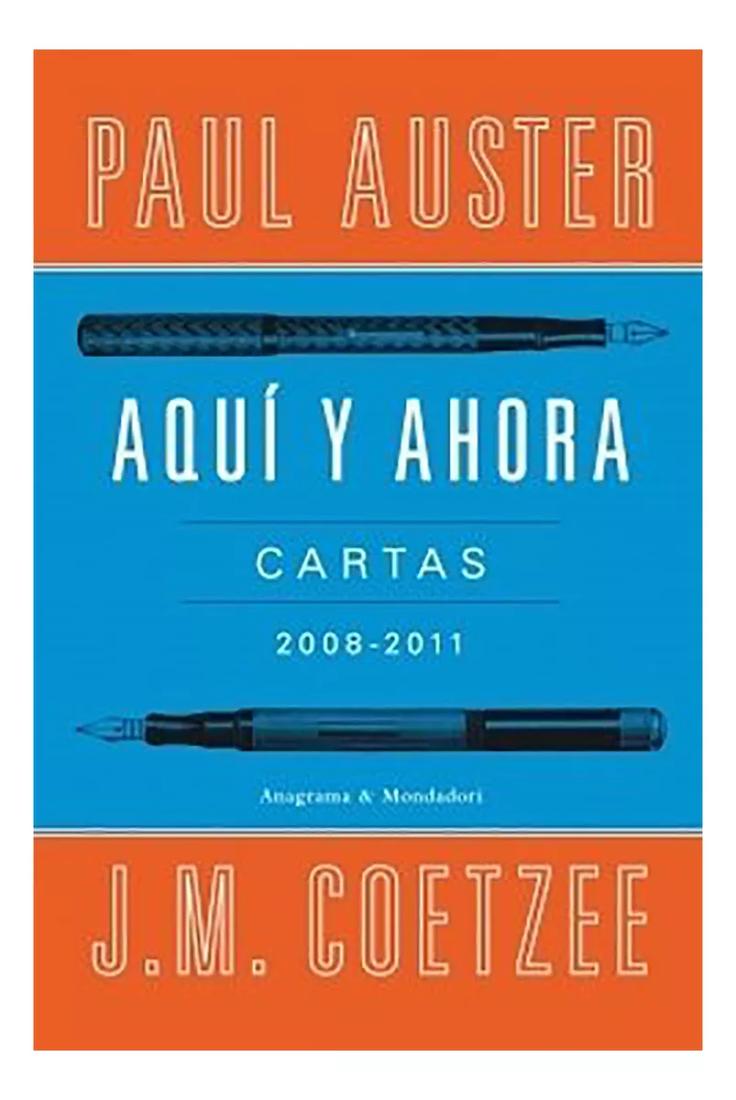 PAUL AUSTER
AQUÍ Y AHORA
CARTAS
2008-2011
Anagrama & Mondadori
J.M. COETZEE